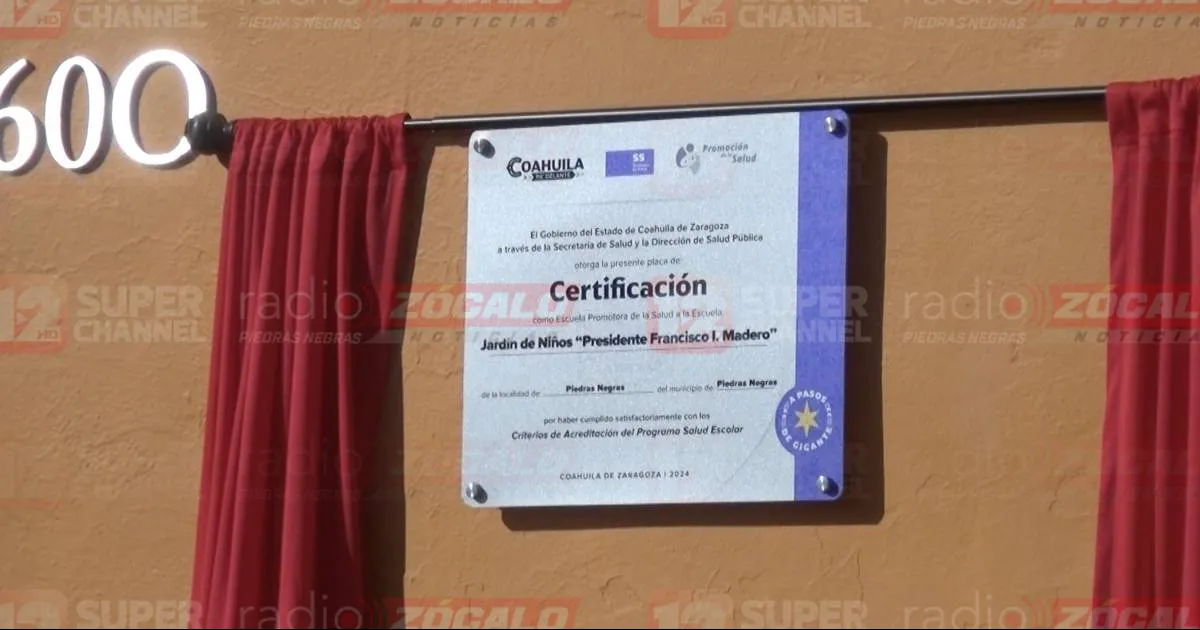 60O
COAHUILA
PA' DELANTE
SS
Promoción
de la Salud
El Gobierno del Estado de Coahuila de Zaragoza
a través de la Secretaría de Salud y la Dirección de Salud Pública
otorga la presente placa de:
Certificación
como Escuela Promotora de la Salud a la Escuela
Jardín de Niños “Presidente Francisco I. Madero”
de la localidad de: Piedras Negras del municipio de: Piedras Negras
por haber cumplido satisfactoriamente con los
Criterios de Acreditación del Programa Salud Escolar
COAHUILA DE ZARAGOZA | 2024
A PASOS
DE GIGANTE
12 HD SUPER CHANNEL
radio ZÓCALO
PIEDRAS NEGRAS NOTICIAS